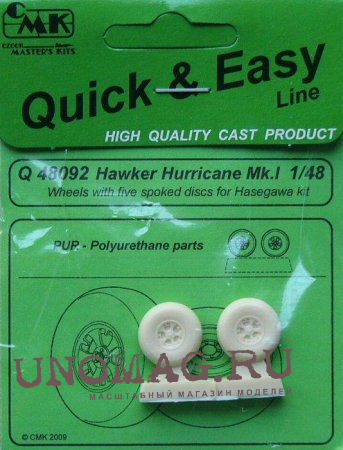 CMK
CZECH
MASTER'S KITS
Quick & Easy
Line
HIGH QUALITY CAST PRODUCT
Q 48092 Hawker Hurricane Mk.I 1/48
Wheels with five spoked discs for Hasegawa kit
PUR - Polyurethane parts
UNOMAG.RU
МАСШТАБНЫЙ МАГАЗИН МОДЕЛЕЙ
© CMK 2009